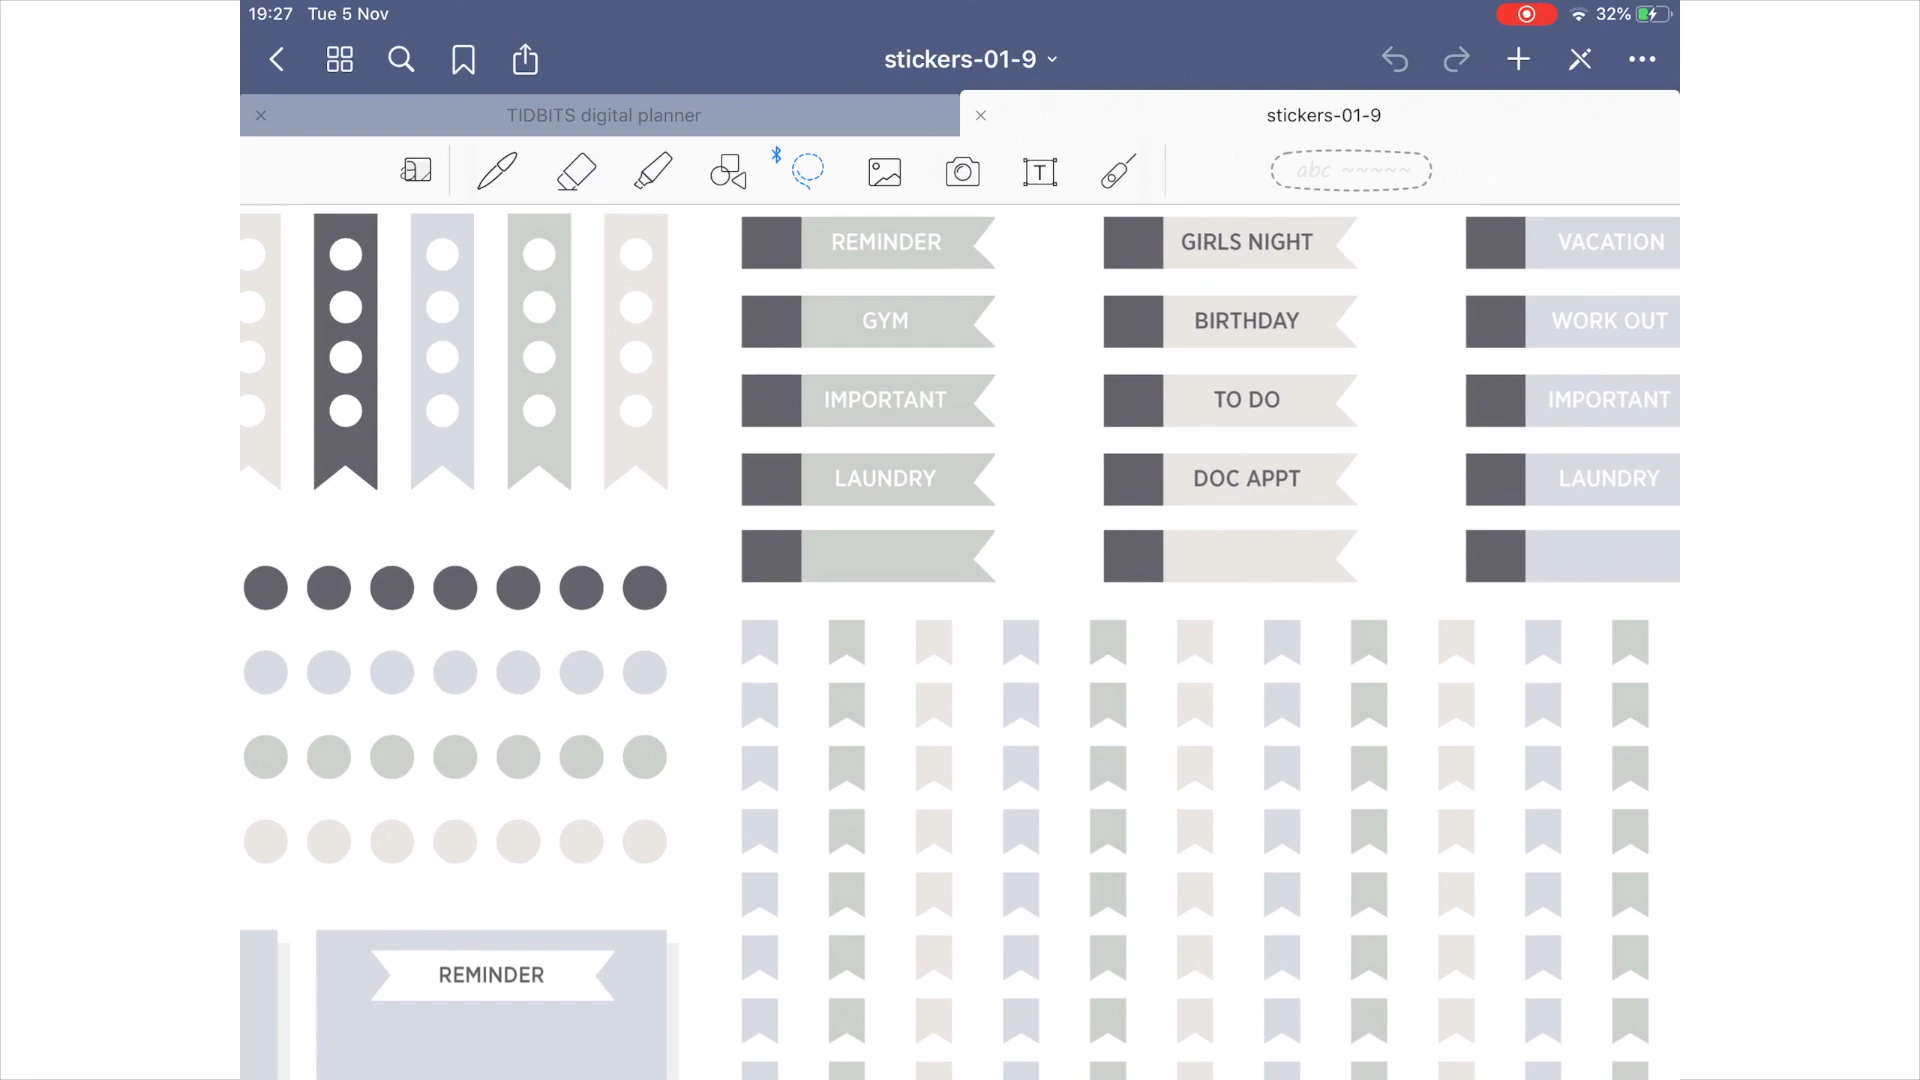 19:27 Tue 5 Nov 32%
stickers-01-9
TIDBITS digital planner
stickers-01-9
T
abc
REMINDER GIRLS NIGHT VACATION
GYM BIRTHDAY WORK OUT
IMPORTANT TO DO IMPORTANT
LAUNDRY DOC APPT LAUNDRY
REMINDER